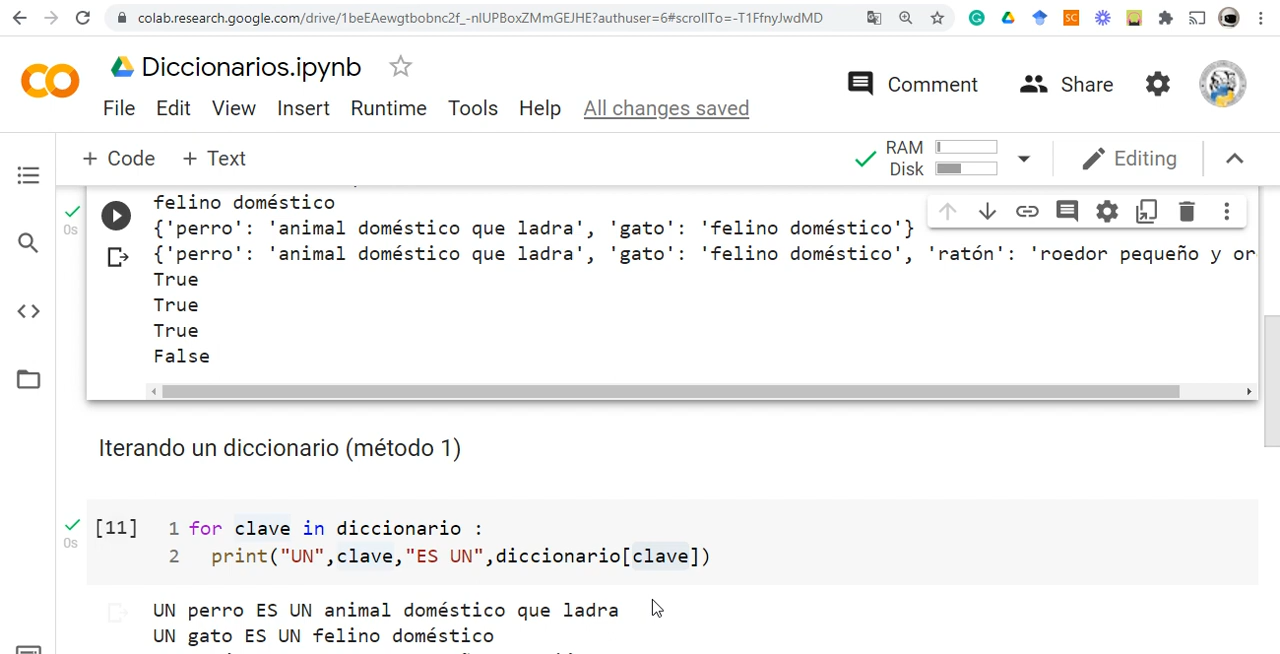 colab.research.google.com/drive/1beEAewgtbobnc2f_-nlUPBoxZMmGEJHE?authuser=6#scrollTo=-T1FfnyJwdMD
SC
Diccionarios.ipynb
Comment
Share
File Edit View Insert Runtime Tools Help All changes saved
+ Code + Text
RAM
Disk
Editing
felino doméstico
0s
{'perro': 'animal doméstico que ladra', 'gato': 'felino doméstico'}
{'perro': 'animal doméstico que ladra', 'gato': 'felino doméstico', 'ratón': 'roedor pequeño y or
True
True
True
False
Iterando un diccionario (método 1)
[11] 1 for clave in diccionario :
0s
2 print("UN",clave,"ES UN",diccionario[clave])
UN perro ES UN animal doméstico que ladra
UN gato ES UN felino doméstico